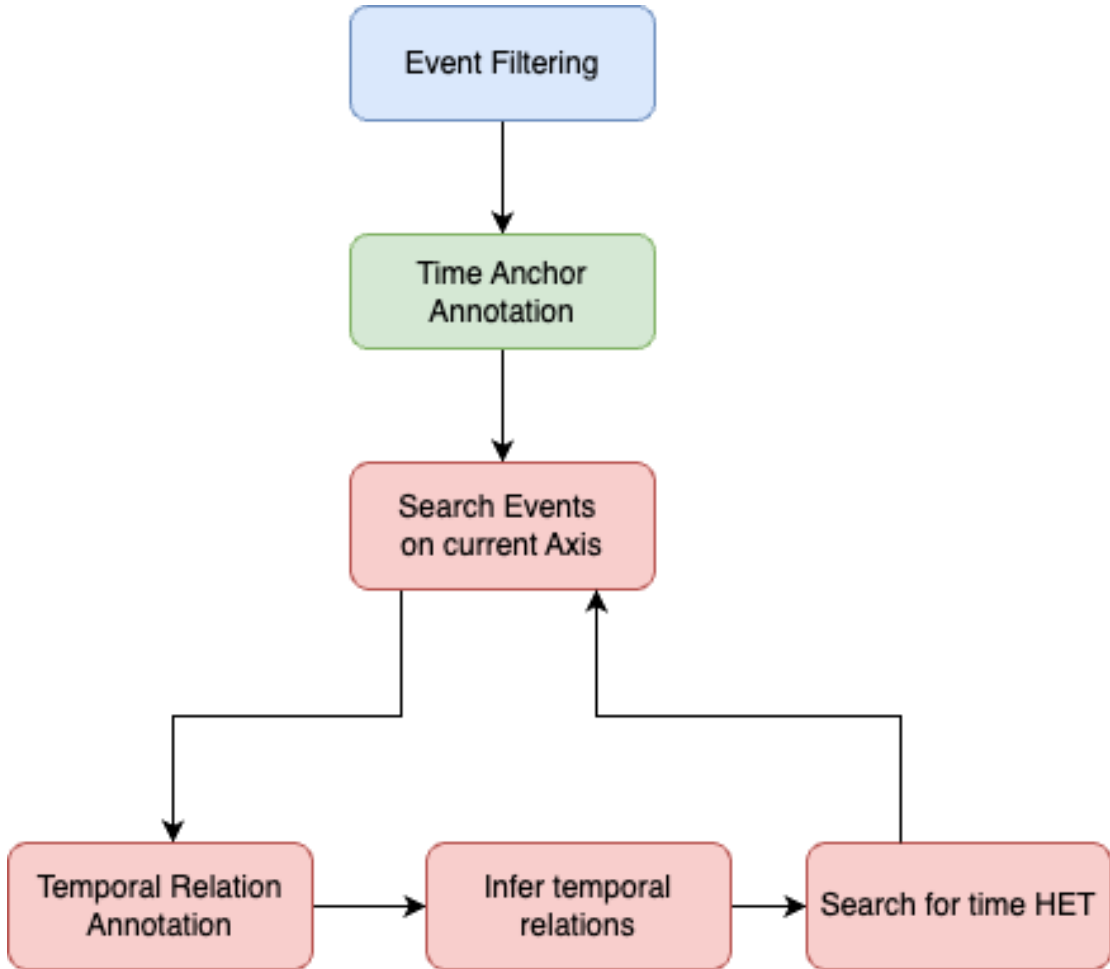 Event Filtering
Time Anchor
Annotation
Search Events
on current Axis
Temporal Relation
Annotation
Infer temporal
relations
Search for time HET